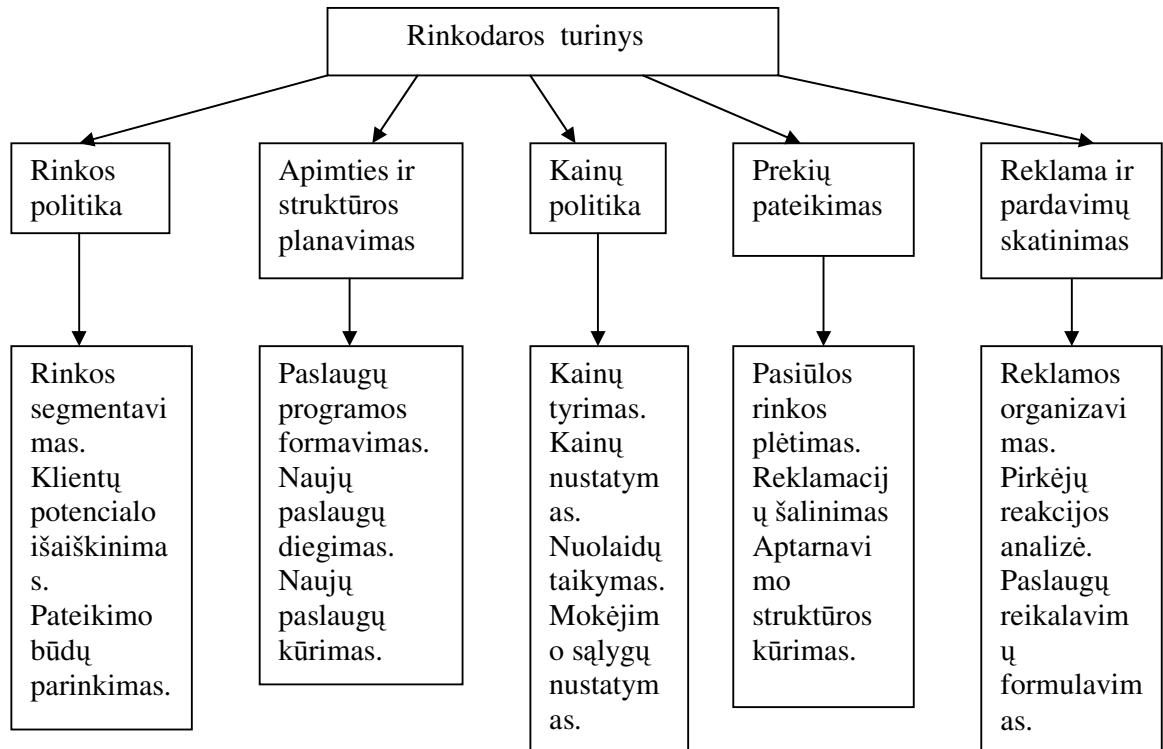 Rinkodaros turinys
Rinkos
politika
Apimties ir
struktūros
planavimas
Kainų
politika
Prekių
pateikimas
Reklama ir
pardavimų
skatinimas
Rinkos
segmentavi
mas.
Klientų
potencialo
išaiškinima
s.
Pateikimo
būdų
parinkimas.
Paslaugų
programos
formavimas.
Naujų
paslaugų
diegimas.
Naujų
paslaugų
kūrimas.
Kainų
tyrimas.
Kainų
nustatym
as.
Nuolaidų
taikymas.
Mokėjim
o sąlygų
nustatym
as.
Pasiūlos
rinkos
plėtimas.
Reklamacij
ų šalinimas
Aptarnavi
mo
struktūros
kūrimas.
Reklamos
organizavi
mas.
Pirkėjų
reakcijos
analizė.
Paslaugų
reikalavim
ų
formulavim
as.